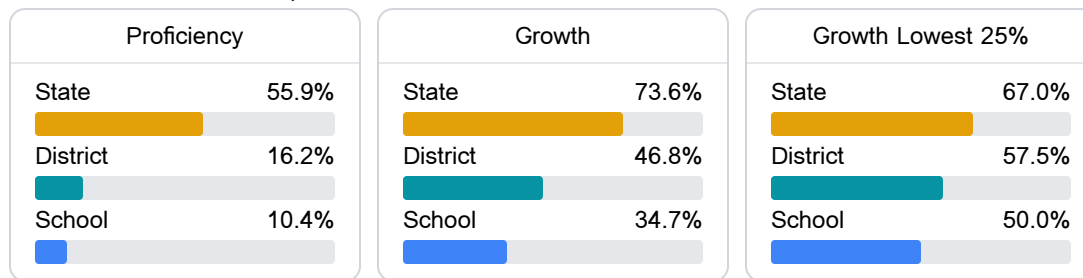 Proficiency
State 55.9%
District 16.2%
School 10.4%
Growth
State 73.6%
District 46.8%
School 34.7%
Growth Lowest 25%
State 67.0%
District 57.5%
School 50.0%